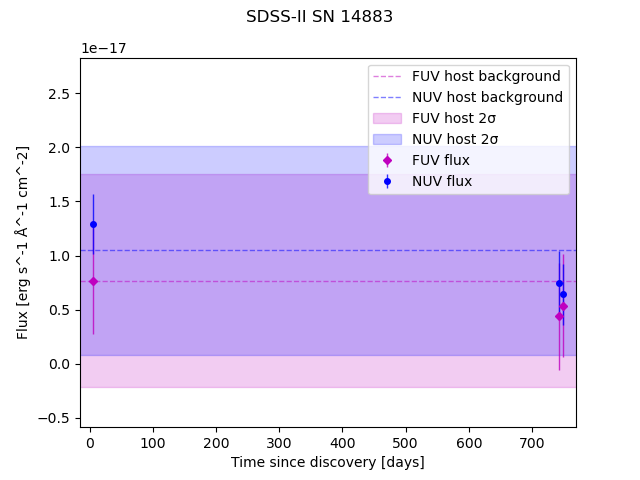 SDSS-II SN 14883
1e−17
FUV host background
NUV host background
FUV host 2σ
NUV host 2σ
FUV flux
NUV flux
2.5
2.0
1.5
1.0
0.5
0.0
−0.5
Flux [erg s^-1 Å^-1 cm^-2]
0 100 200 300 400 500 600 700
Time since discovery [days]